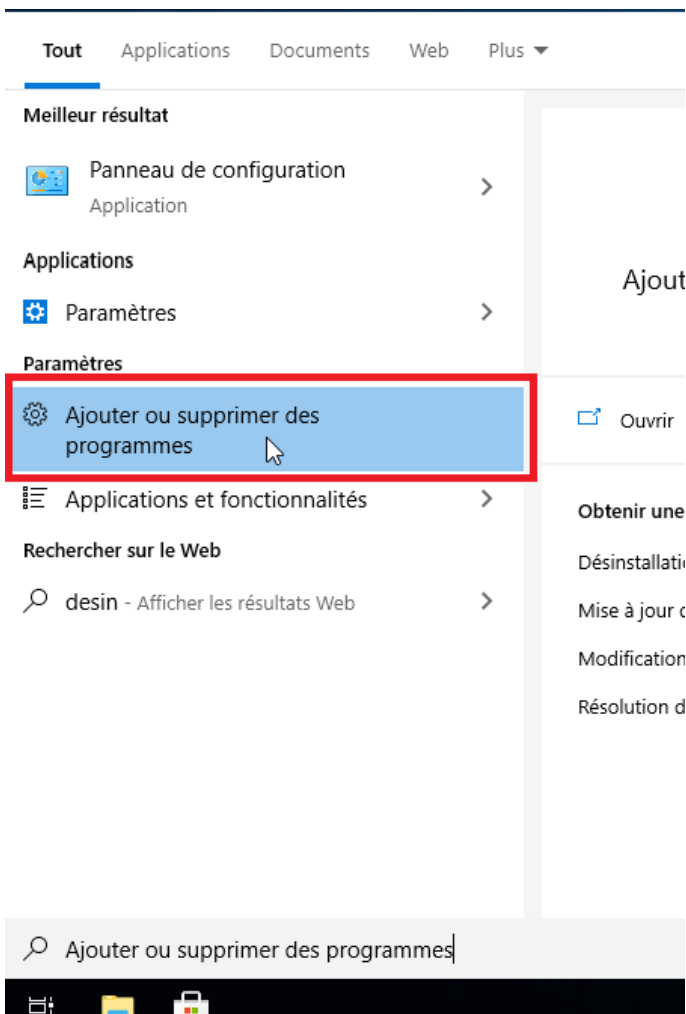 Tout Applications Documents Web Plus
Meilleur résultat
Panneau de configuration
Application
Applications
Paramètres
Paramètres
Ajouter ou supprimer des
programmes
Applications et fonctionnalités
Rechercher sur le Web
desin - Afficher les résultats Web
Ajout
Ouvrir
Obtenir une
Désinstallati
Mise à jour d
Modification
Résolution d
Ajouter ou supprimer des programmes